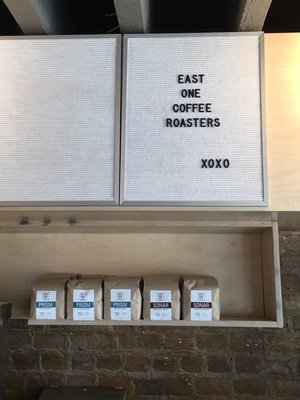 EAST
ONE
COFFEE
ROASTERS
XOXO
PRISM
PRISM
PRISM
SONAR
SONAR